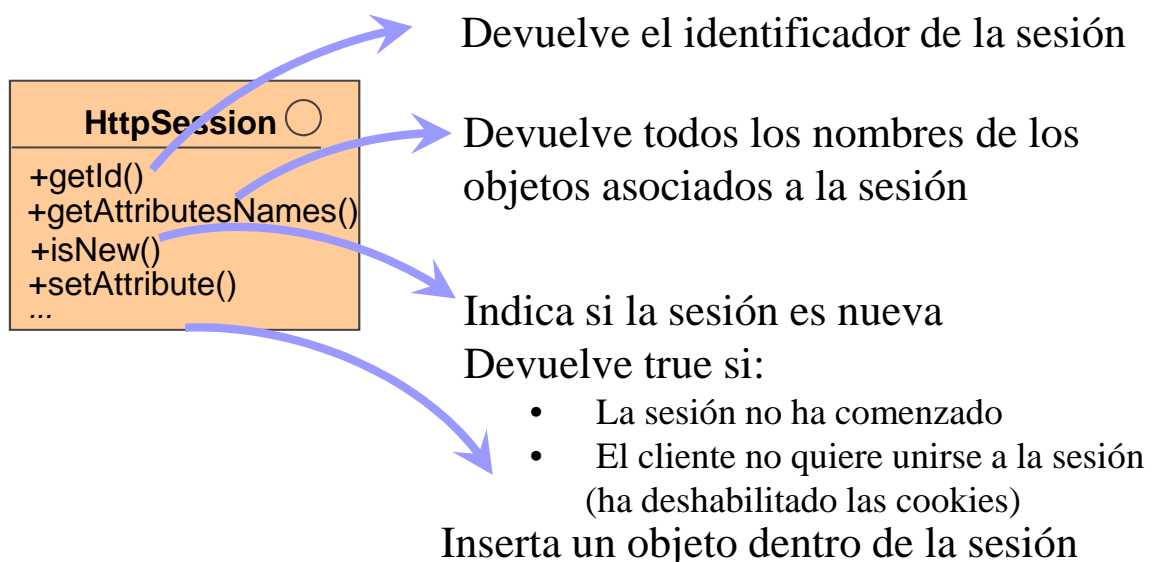 Devuelve el identificador de la sesión
HttpSession
+getId()
+getAttributesNames()
+isNew()
+setAttribute()
...
Devuelve todos los nombres de los
objetos asociados a la sesión
Indica si la sesión es nueva
Devuelve true si:
• La sesión no ha comenzado
• El cliente no quiere unirse a la sesión
(ha deshabilitado las cookies)
Inserta un objeto dentro de la sesión